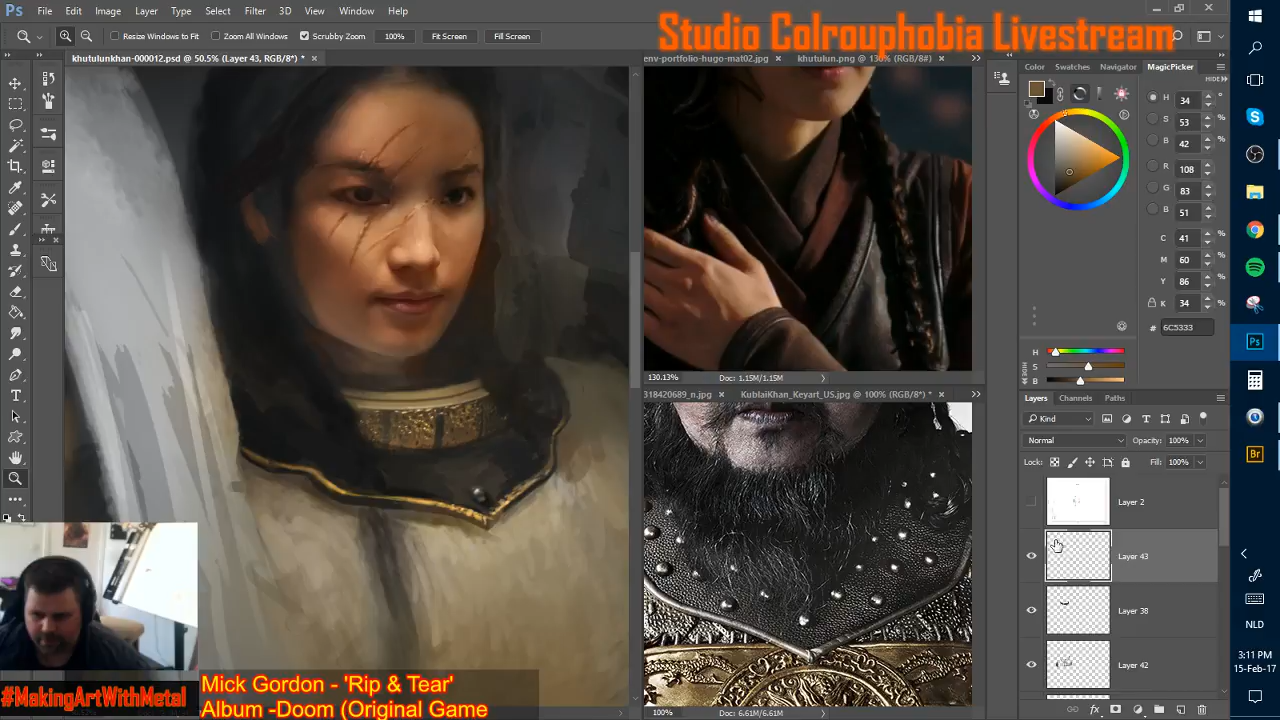 Ps File Edit Image Layer Type Select Filter 3D View Window Help
Studio Colrouphobia Livestream
Resize Windows to Fit Zoom All Windows Scrubby Zoom 100% Fit Screen Fill Screen
khutulunkhan-000012.psd @ 50.5% (Layer 43, RGB/8#) * ×
env-portfolio-hugo-mat02.jpg × khutulun.png @ 130% (RGB/8#) ×
Color Swatches Navigator MagicPicker
HIDE
H 34 °
S 53 %
B 42 %
R 108
G 83
B 51
C 41 %
M 60 %
Y 86 %
K 34 %
# 6C5333
H
S
B
HIDE
130.13% Doc: 1.15M/1.15M
318420689_n.jpg × KublaiKhan_Keyart_US.jpg @ 100% (RGB/8*) * ×
Layers Channels Paths
Kind
Normal Opacity: 100%
Lock: Fill: 100%
Layer 2
Layer 43
Layer 38
Layer 42
100% Doc: 6.61M/6.61M
Ps
Br
NLD
3:11 PM
15-Feb-17
#MakingArtWithMetal
Mick Gordon - 'Rip & Tear'
Album -Doom (Original Game